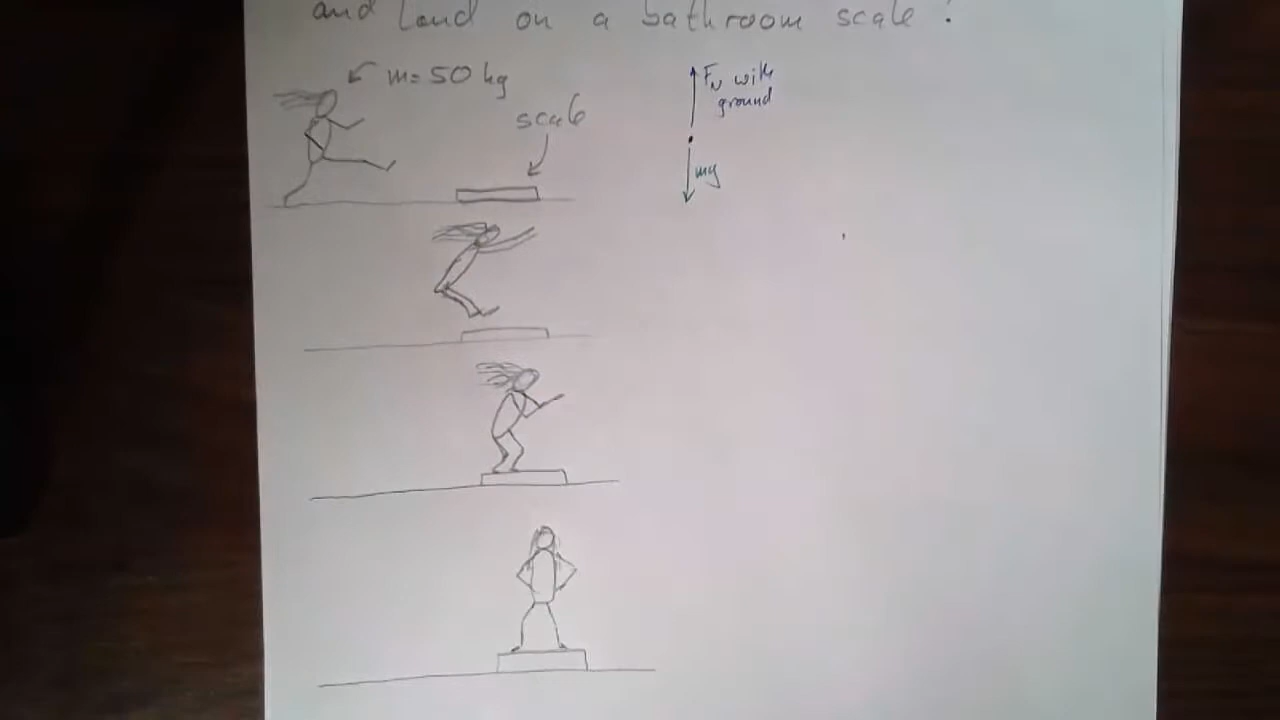 and land on a bathroom scale?
m=50 kg
scale
FN with
ground
mg